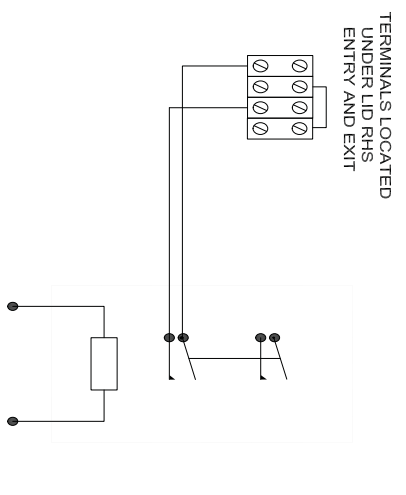 TERMINALS LOCATED
UNDER LID RHS
ENTRY AND EXIT